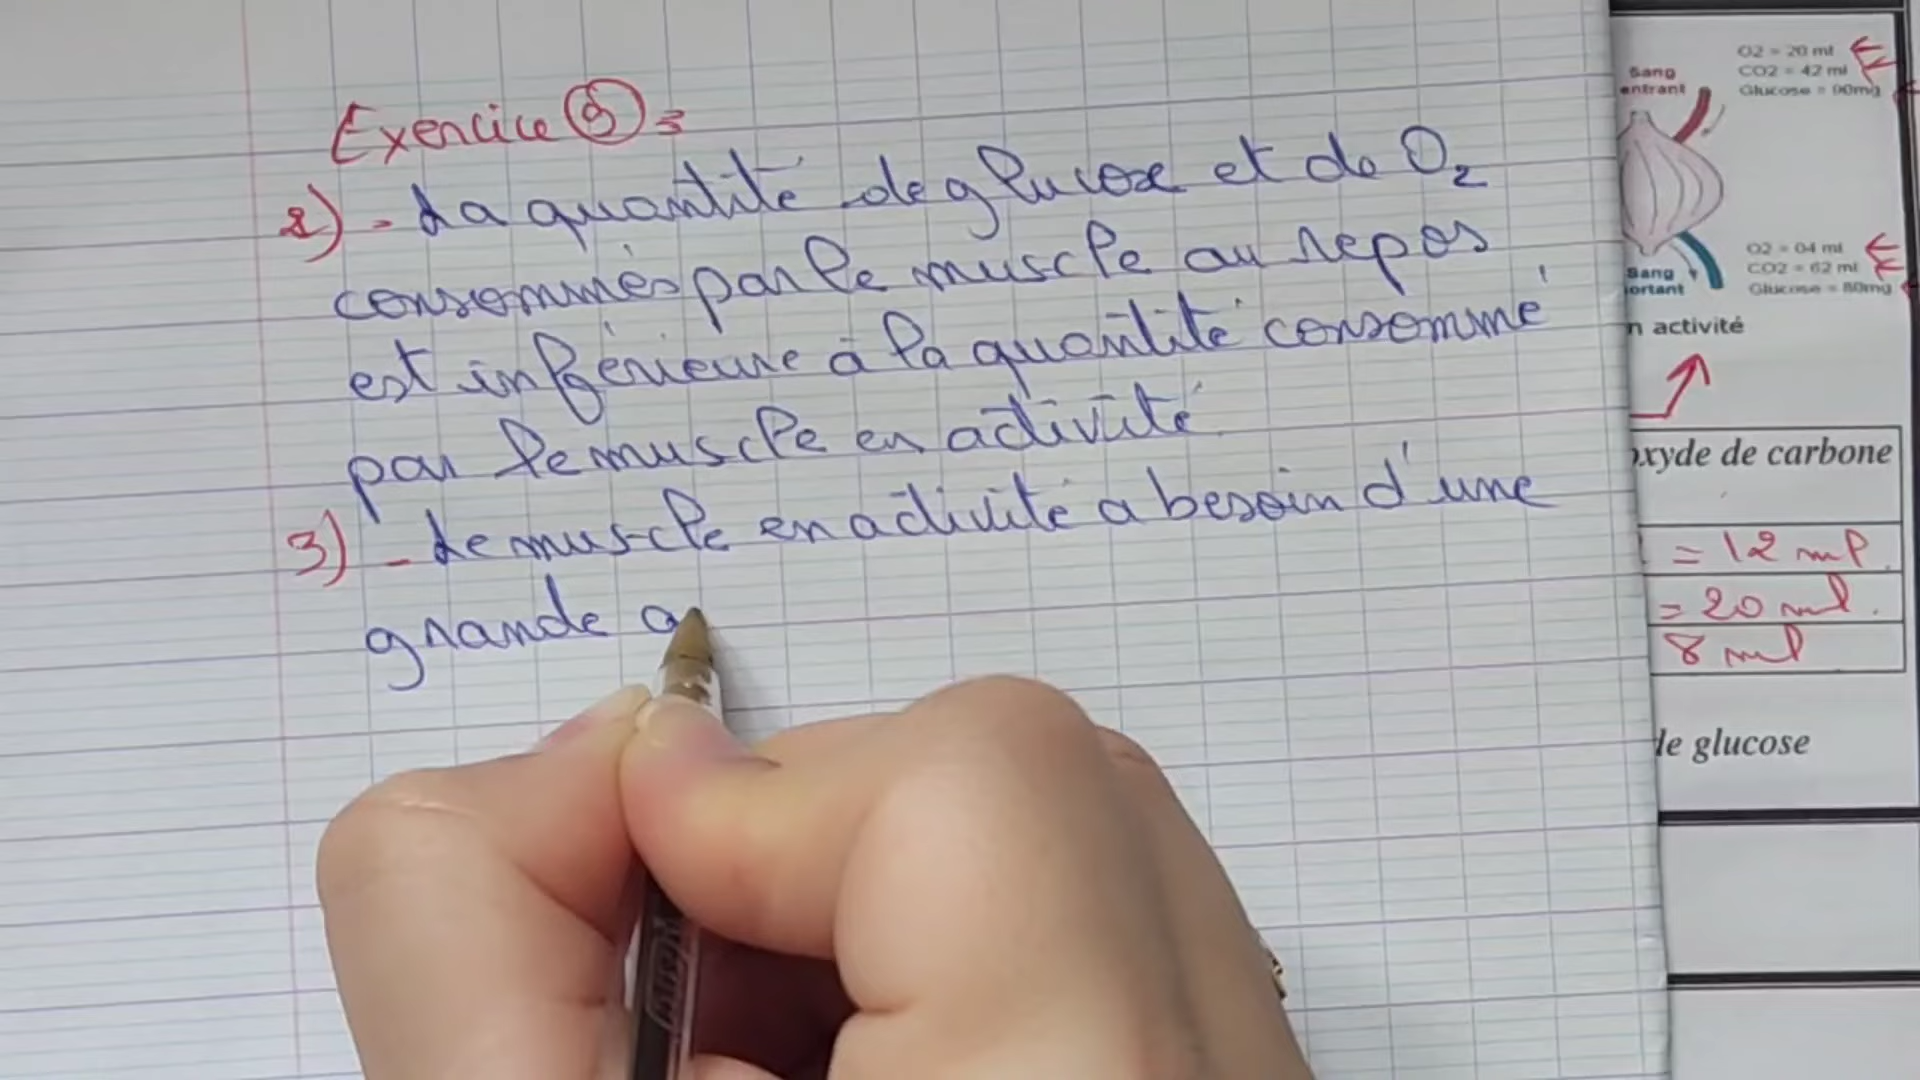 Exercice 3 :
2) - La quantité de glucose et de O2
consommés par le muscle au repos
est inférieure à la quantité consommé
par le muscle en activité
3) - Le muscle en activité a besoin d'une
grande
Sang
entrant
O2 = 20 ml
CO2 = 42 ml
Glucose = 90mg
Sang
ortant
O2 = 04 ml
CO2 = 62 ml
Glucose = 80mg
n activité
oxyde de carbone
= 12 ml
= 20 ml.
8 ml
de glucose